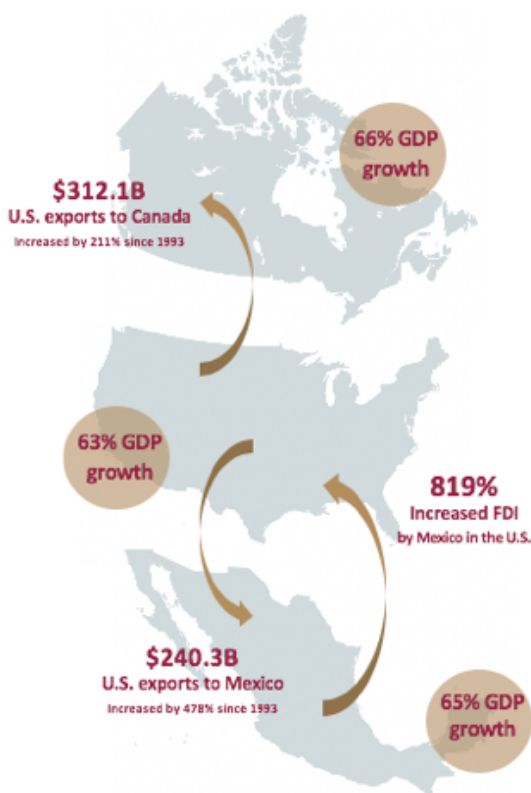 66% GDP
growth
$312.1B
U.S. exports to Canada
Increased by 211% since 1993
63% GDP
growth
819%
Increased FDI
by Mexico in the U.S.
$240.3B
U.S. exports to Mexico
Increased by 478% since 1993
65% GDP
growth